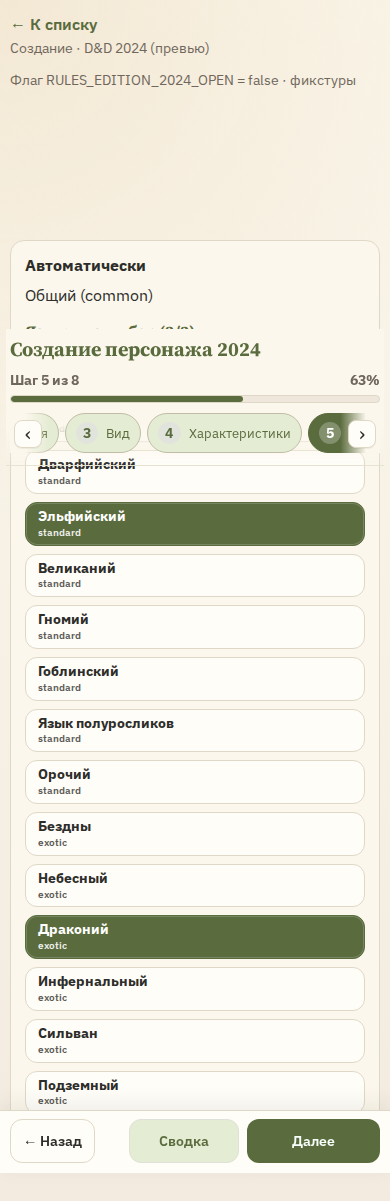 ← К списку
Создание · D&D 2024 (превью)
Флаг RULES_EDITION_2024_OPEN = false · фикстуры
Автоматически
Общий (common)
Создание персонажа 2024
Шаг 5 из 8
63%
‹
я
3 Вид
4 Характеристики
5
›
Дварфийский
standard
Эльфийский
standard
Великаний
standard
Гномий
standard
Гоблинский
standard
Язык полуросликов
standard
Орочий
standard
Бездны
exotic
Небесный
exotic
Драконий
exotic
Инфернальный
exotic
Сильван
exotic
Подземный
exotic
← Назад
Сводка
Далее